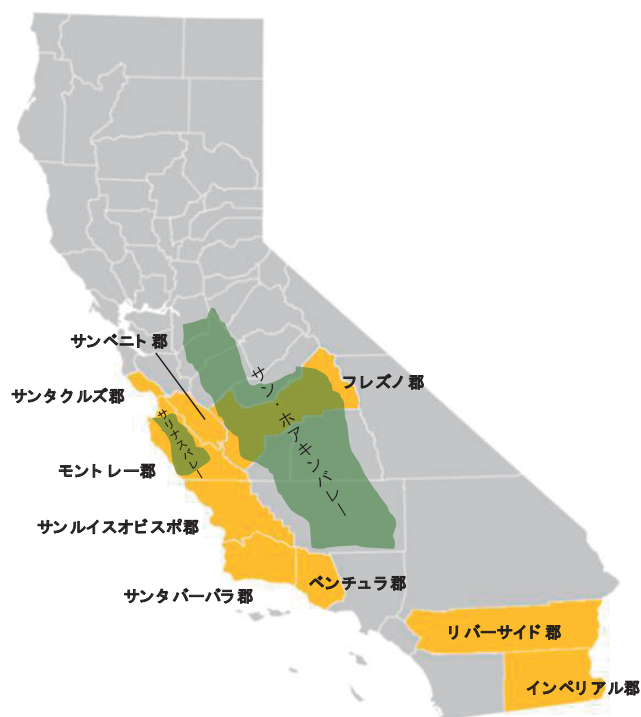 サンベニト郡
サン・ホアキンバレー
フレズノ郡
サンタクルズ郡
サリナスバレー
モントレー郡
サンルイスオビスポ郡
ベンチュラ郡
サンタバーバラ郡
リバーサイド郡
インペリアル郡